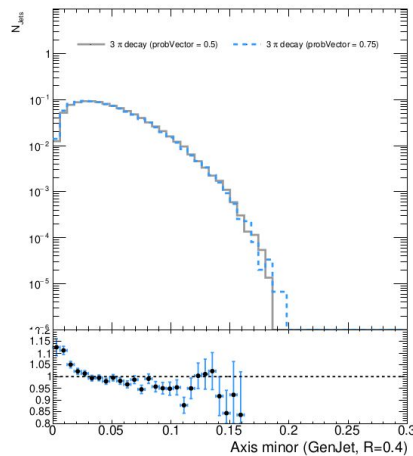 N_Jets
3 π decay (probVector = 0.5)
3 π decay (probVector = 0.75)
1
10⁻¹
10⁻²
10⁻³
10⁻⁴
10⁻⁵
1.15
1.1
1.05
1
0.95
0.9
0.85
0.8
0 0.05 0.1 0.15 0.2 0.25 0.3
Axis minor (GenJet, R=0.4)